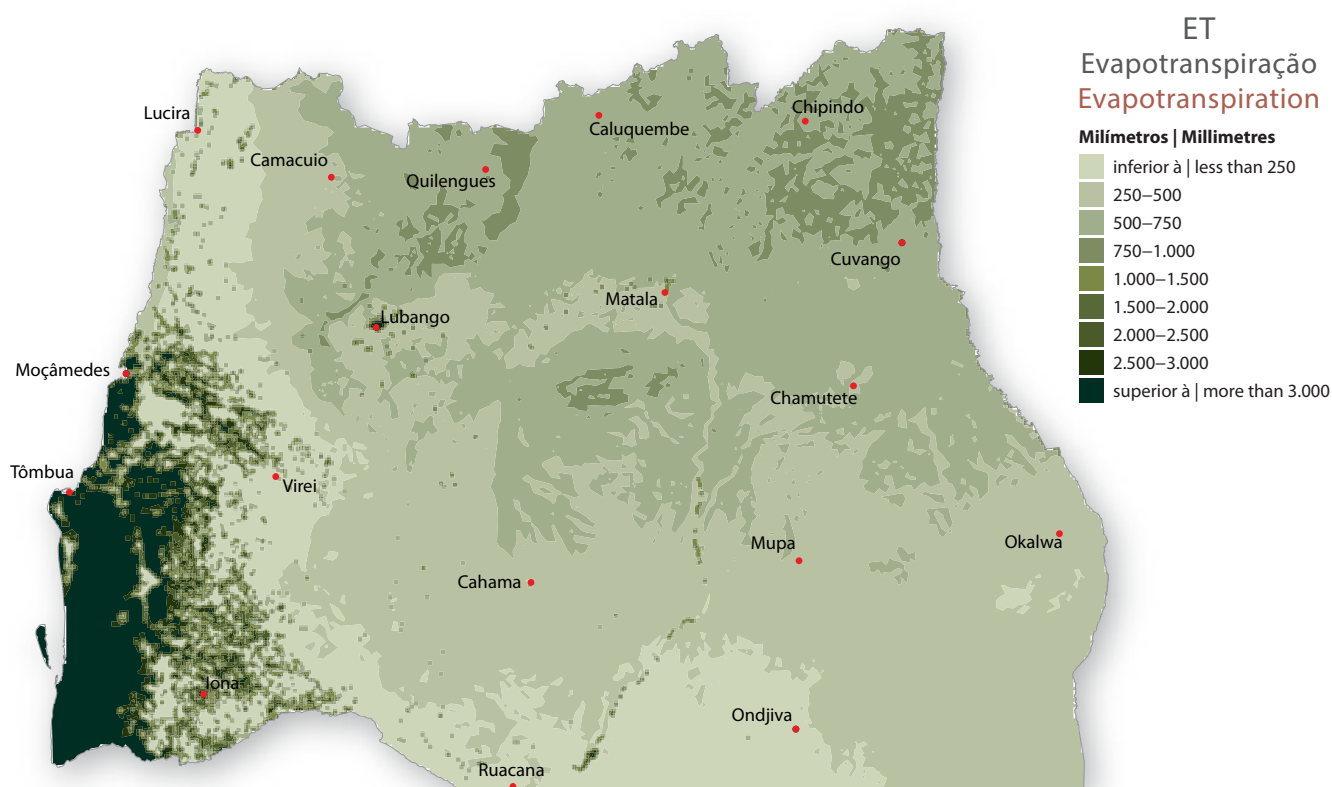 ET
Evapotranspiração
Evapotranspiration
Milímetros | Millimetres
inferior à | less than 250
250–500
500–750
750–1.000
1.000–1.500
1.500–2.000
2.000–2.500
2.500–3.000
superior à | more than 3.000
Lucira
Camacuio
Quilengues
Caluquembe
Chipindo
Cuvango
Matala
Lubango
Moçâmedes
Chamutete
Tômbua
Virei
Mupa
Okalwa
Cahama
Iona
Ondjiva
Ruacana